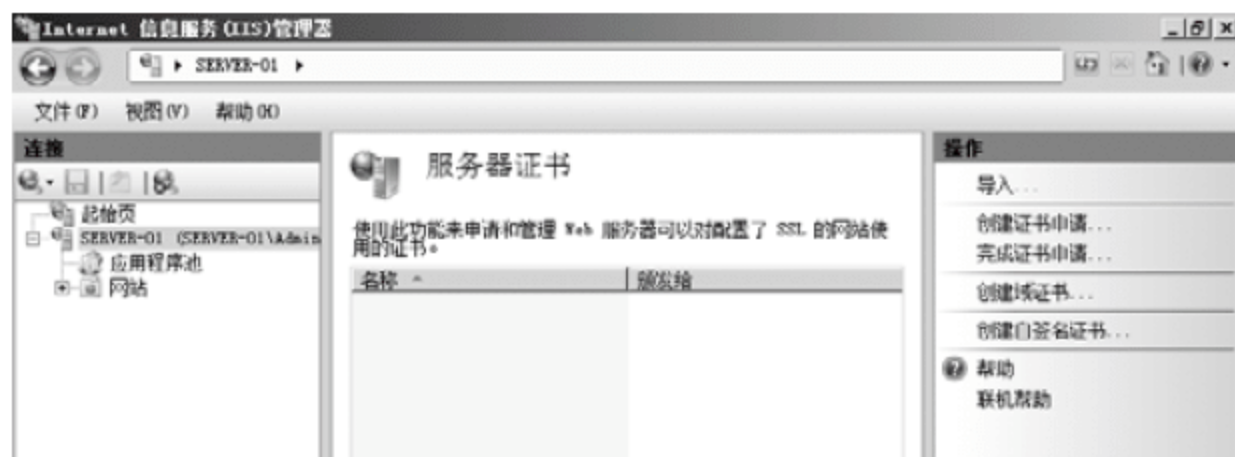 Internet 信息服务(IIS)管理器
SERVER-01
文件(F) 视图(V) 帮助(H)
连接
起始页
SERVER-01 (SERVER-01\Admin
应用程序池
网站
服务器证书
使用此功能来申请和管理 Web 服务器可以对配置了 SSL 的网站使
用的证书。
名称 颁发给
操作
导入...
创建证书申请...
完成证书申请...
创建域证书...
创建自签名证书...
帮助
联机帮助